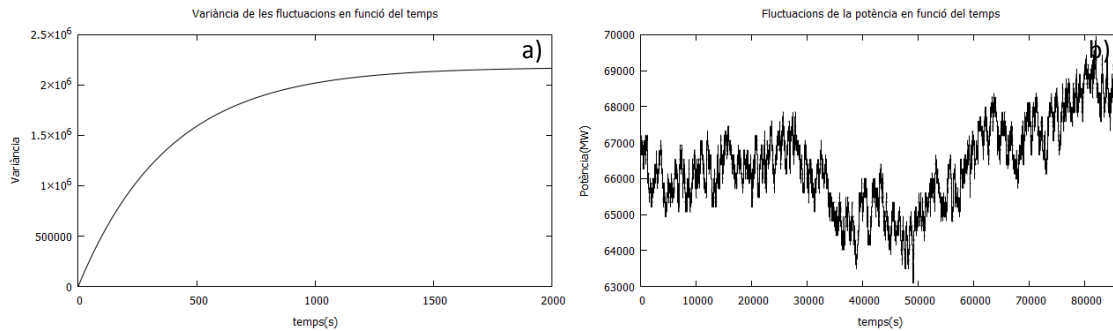 Variància de les fluctuacions en funció del temps
a)
2.5×10⁶
2×10⁶
1.5×10⁶
1×10⁶
500000
0
Variància
0 500 1000 1500 2000
temps(s)
Fluctuacions de la potència en funció del temps
b)
70000
69000
68000
67000
66000
65000
64000
63000
Potència(MW)
0 10000 20000 30000 40000 50000 60000 70000 80000
temps(s)